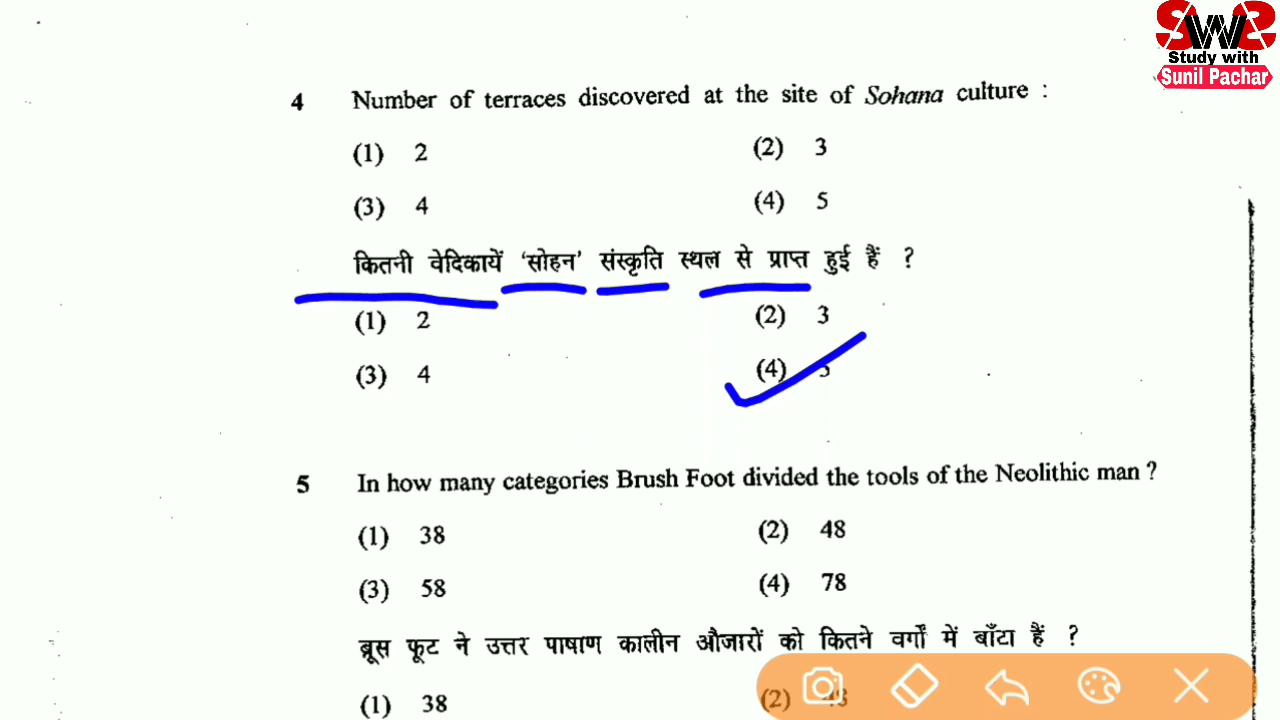 SWS
Study with
Sunil Pachar
4 Number of terraces discovered at the site of Sohana culture :
(1) 2 (2) 3
(3) 4 (4) 5
कितनी वेदिकायें ‘सोहन’ संस्कृति स्थल से प्राप्त हुई हैं ?
(1) 2 (2) 3
(3) 4 (4) 5
5 In how many categories Brush Foot divided the tools of the Neolithic man ?
(1) 38 (2) 48
(3) 58 (4) 78
ब्रूस फूट ने उत्तर पाषाण कालीन औजारों को कितने वर्गों में बाँटा हैं ?
(1) 38 (2) 48